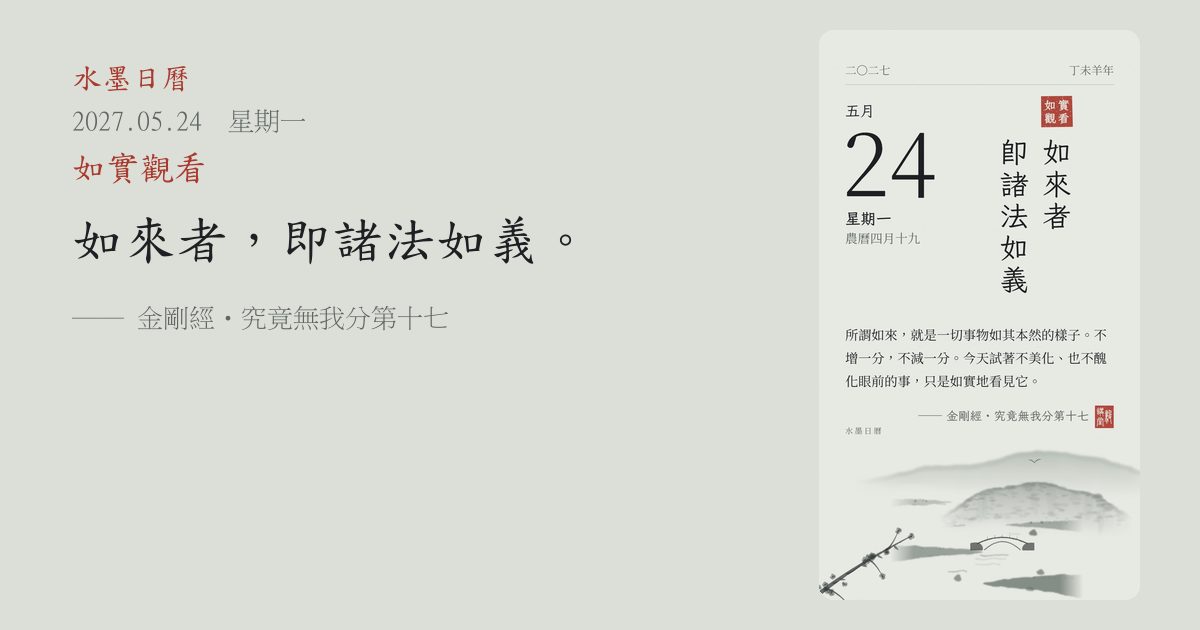 水墨日曆
2027.05.24 星期一
如實觀看
如來者，即諸法如義。
—— 金剛經・究竟無我分第十七
二〇二七
丁未羊年
五月
24
星期一
農曆四月十九
如實
觀看
如來者
即諸法如義
所謂如來，就是一切事物如其本然的樣子。不
增一分，不減一分。今天試著不美化、也不醜
化眼前的事，只是如實地看見它。
—— 金剛經・究竟無我分第十七
水墨日曆